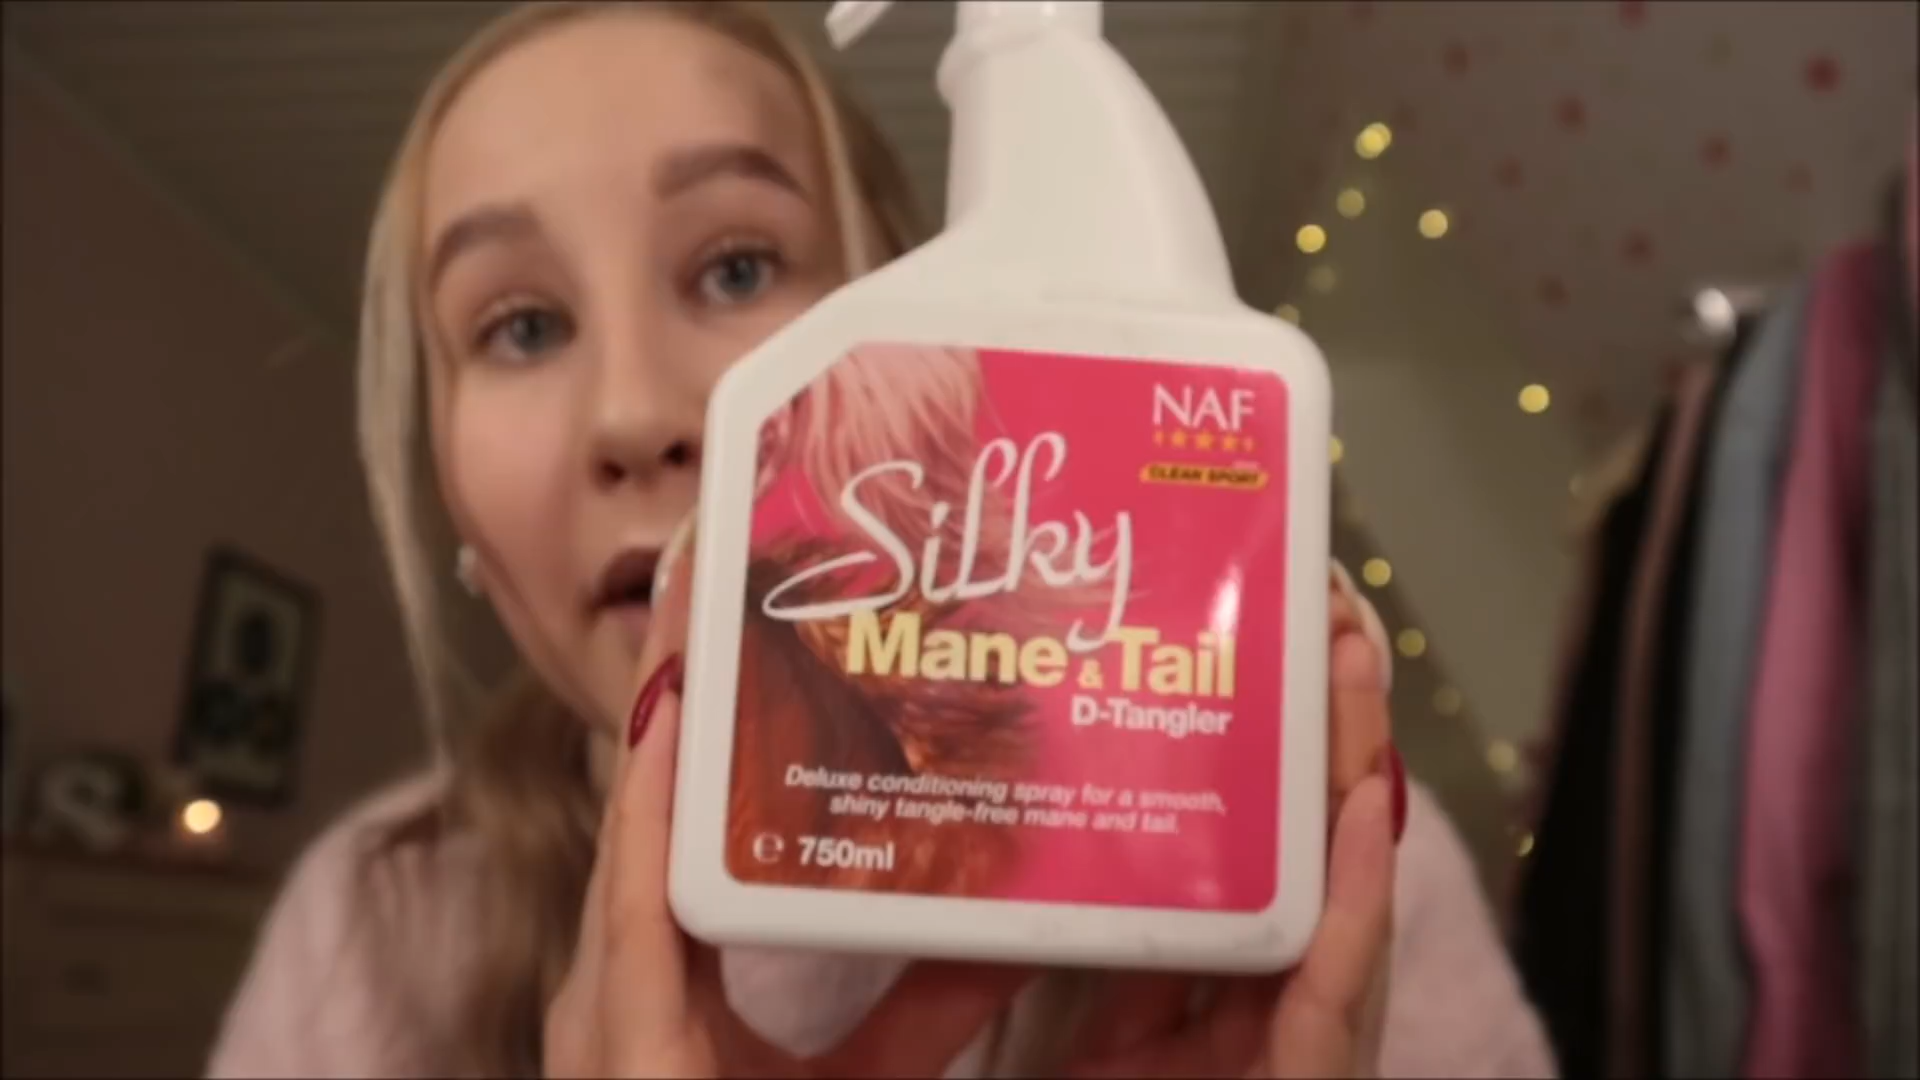 NAF
CLEAN SPORT
Silky
Mane & Tail
D-Tangler
Deluxe conditioning spray for a smooth,
shiny tangle-free mane and tail.
e 750ml